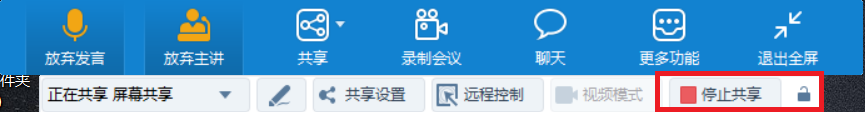 放弃发言 放弃主讲 共享 录制会议 聊天 更多功能 退出全屏
件夹
正在共享 屏幕共享 共享设置 远程控制 视频模式 停止共享